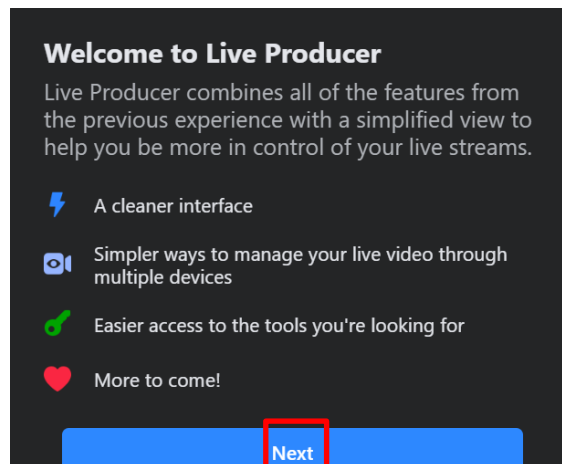 Welcome to Live Producer
Live Producer combines all of the features from
the previous experience with a simplified view to
help you be more in control of your live streams.
A cleaner interface
Simpler ways to manage your live video through
multiple devices
Easier access to the tools you're looking for
More to come!
Next